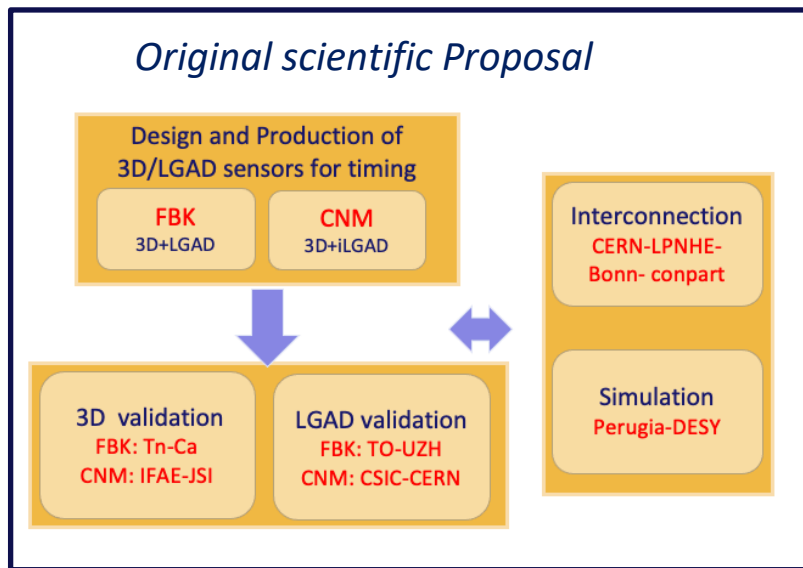 Original scientific Proposal
Design and Production of
3D/LGAD sensors for timing
FBK
3D+LGAD
CNM
3D+iLGAD
3D validation
FBK: Tn-Ca
CNM: IFAE-JSI
LGAD validation
FBK: TO-UZH
CNM: CSIC-CERN
Interconnection
CERN-LPNHE-
Bonn- conpart
Simulation
Perugia-DESY